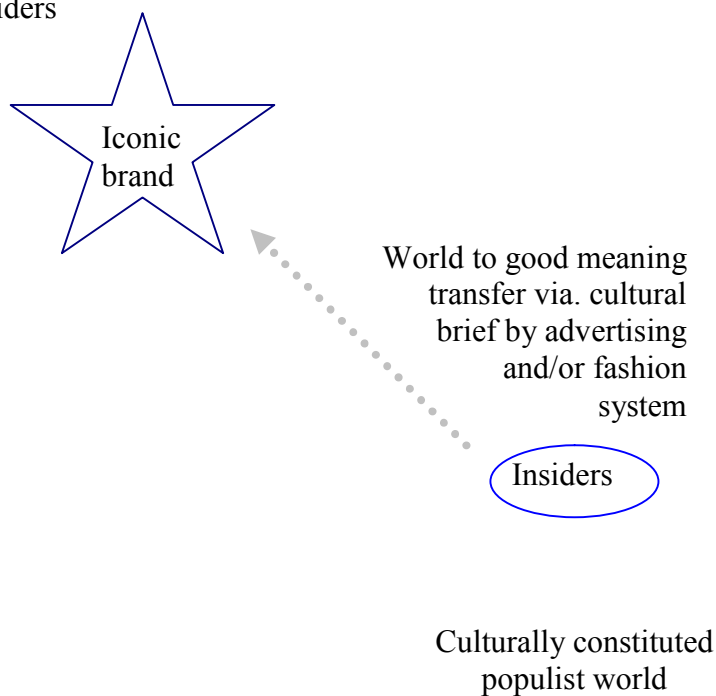 Iconic
brand
World to good meaning
transfer via. cultural
brief by advertising
and/or fashion
system
Insiders
Culturally constituted
populist world